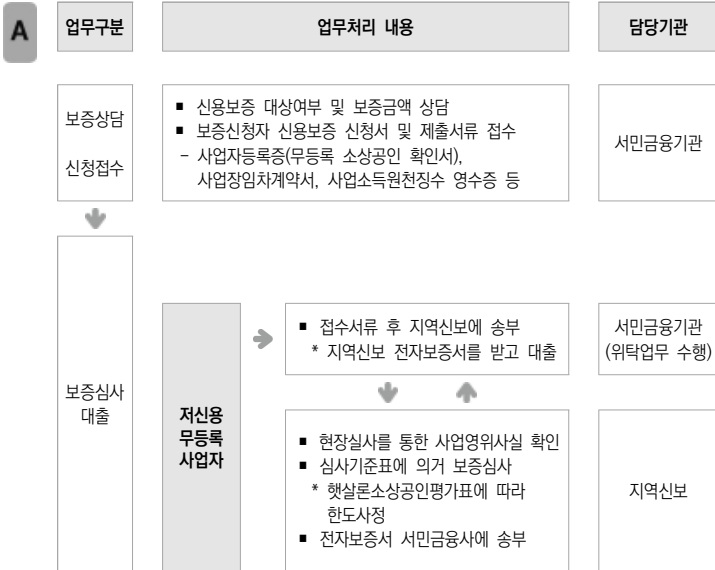 A
업무구분
업무처리 내용
담당기관
보증상담
신청접수
■ 신용보증 대상여부 및 보증금액 상담
■ 보증신청자 신용보증 신청서 및 제출서류 접수
- 사업자등록증(무등록 소상공인 확인서),
사업장임차계약서, 사업소득원천징수 영수증 등
서민금융기관
보증심사
대출
저신용
무등록
사업자
■ 접수서류 후 지역신보에 송부
* 지역신보 전자보증서를 받고 대출
서민금융기관
(위탁업무 수행)
■ 현장실사를 통한 사업영위사실 확인
■ 심사기준표에 의거 보증심사
* 햇살론소상공인평가표에 따라
한도사정
■ 전자보증서 서민금융사에 송부
지역신보